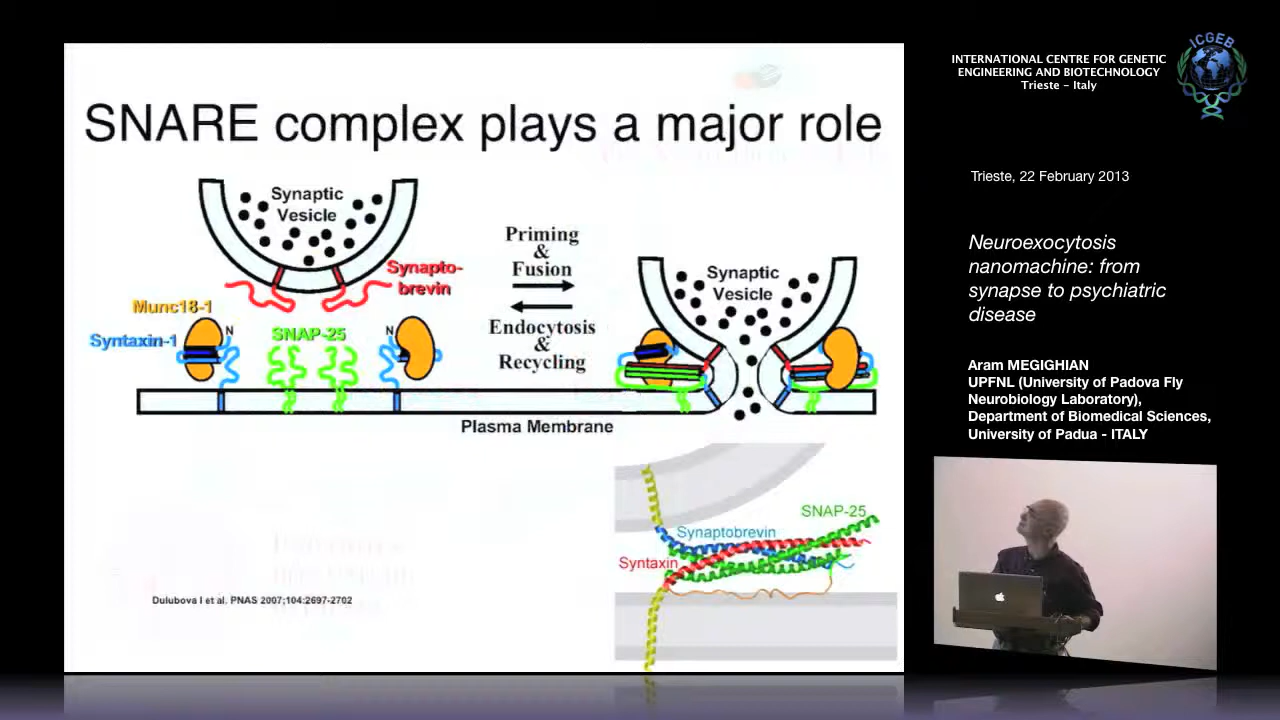 SNARE complex plays a major role
Synaptic
Vesicle
Synapto-
brevin
Munc18-1
Syntaxin-1
N
SNAP-25
N
Priming
&
Fusion
Endocytosis
&
Recycling
Synaptic
Vesicle
Plasma Membrane
SNAP-25
Synaptobrevin
Syntaxin
Dulubova I et al. PNAS 2007;104:2697-2702
INTERNATIONAL CENTRE FOR GENETIC
ENGINEERING AND BIOTECHNOLOGY
Trieste - Italy
ICGEB
Trieste, 22 February 2013
Neuroexocytosis
nanomachine: from
synapse to psychiatric
disease
Aram MEGIGHIAN
UPFNL (University of Padova Fly
Neurobiology Laboratory),
Department of Biomedical Sciences,
University of Padua - ITALY